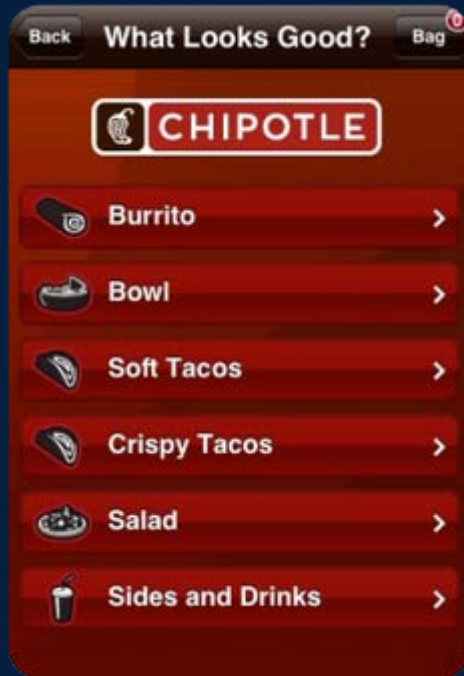 Back What Looks Good? Bag 0
CHIPOTLE
Burrito
Bowl
Soft Tacos
Crispy Tacos
Salad
Sides and Drinks